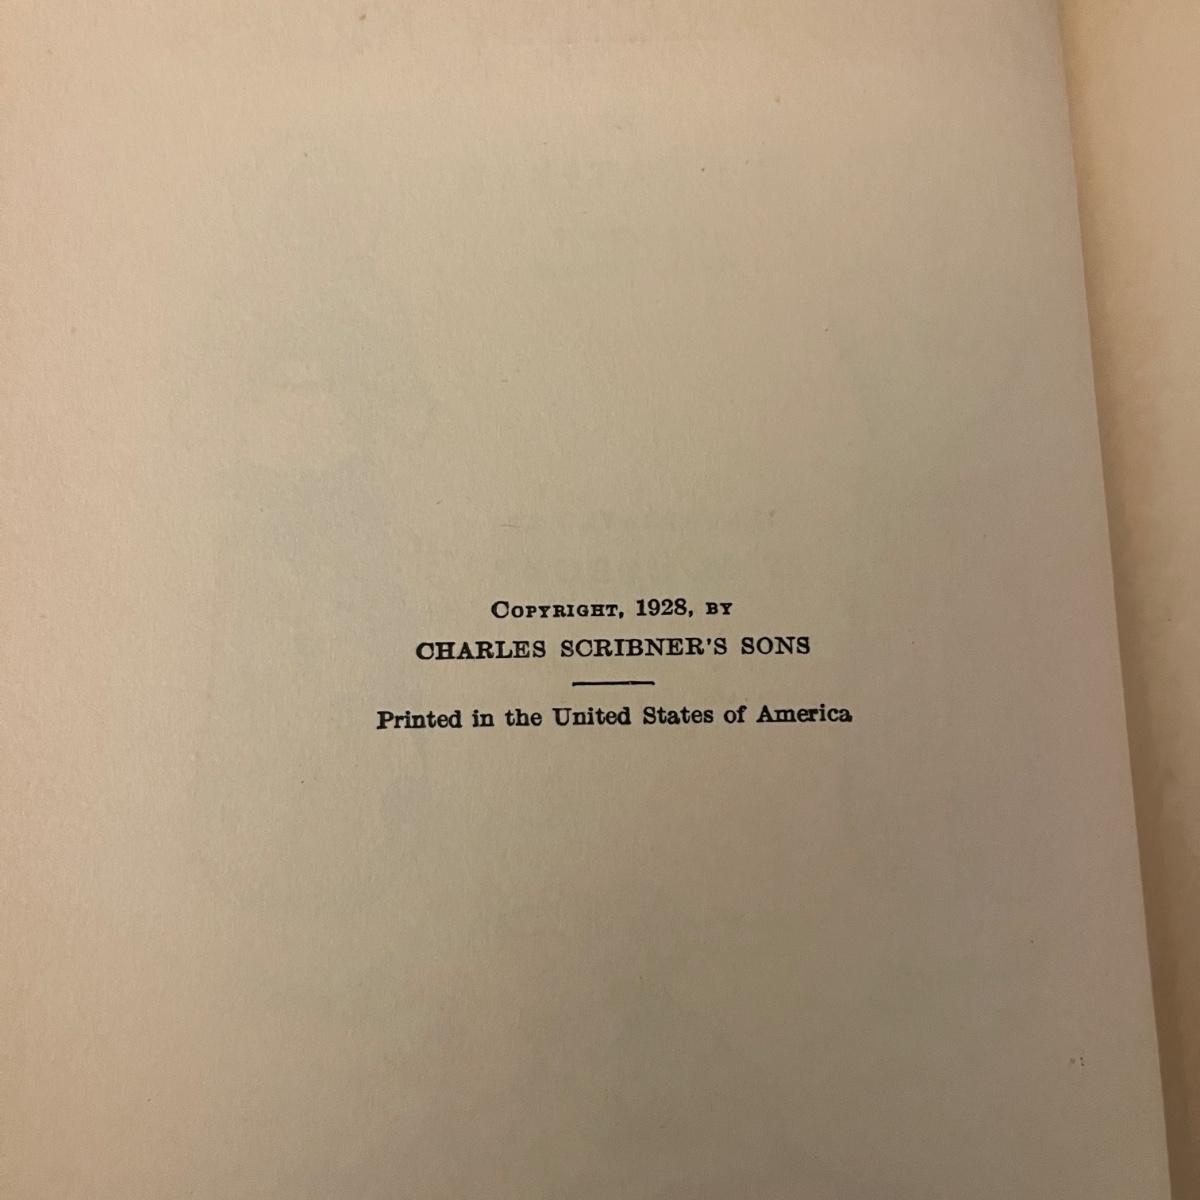 Copyright, 1928, by
CHARLES SCRIBNER'S SONS
Printed in the United States of America